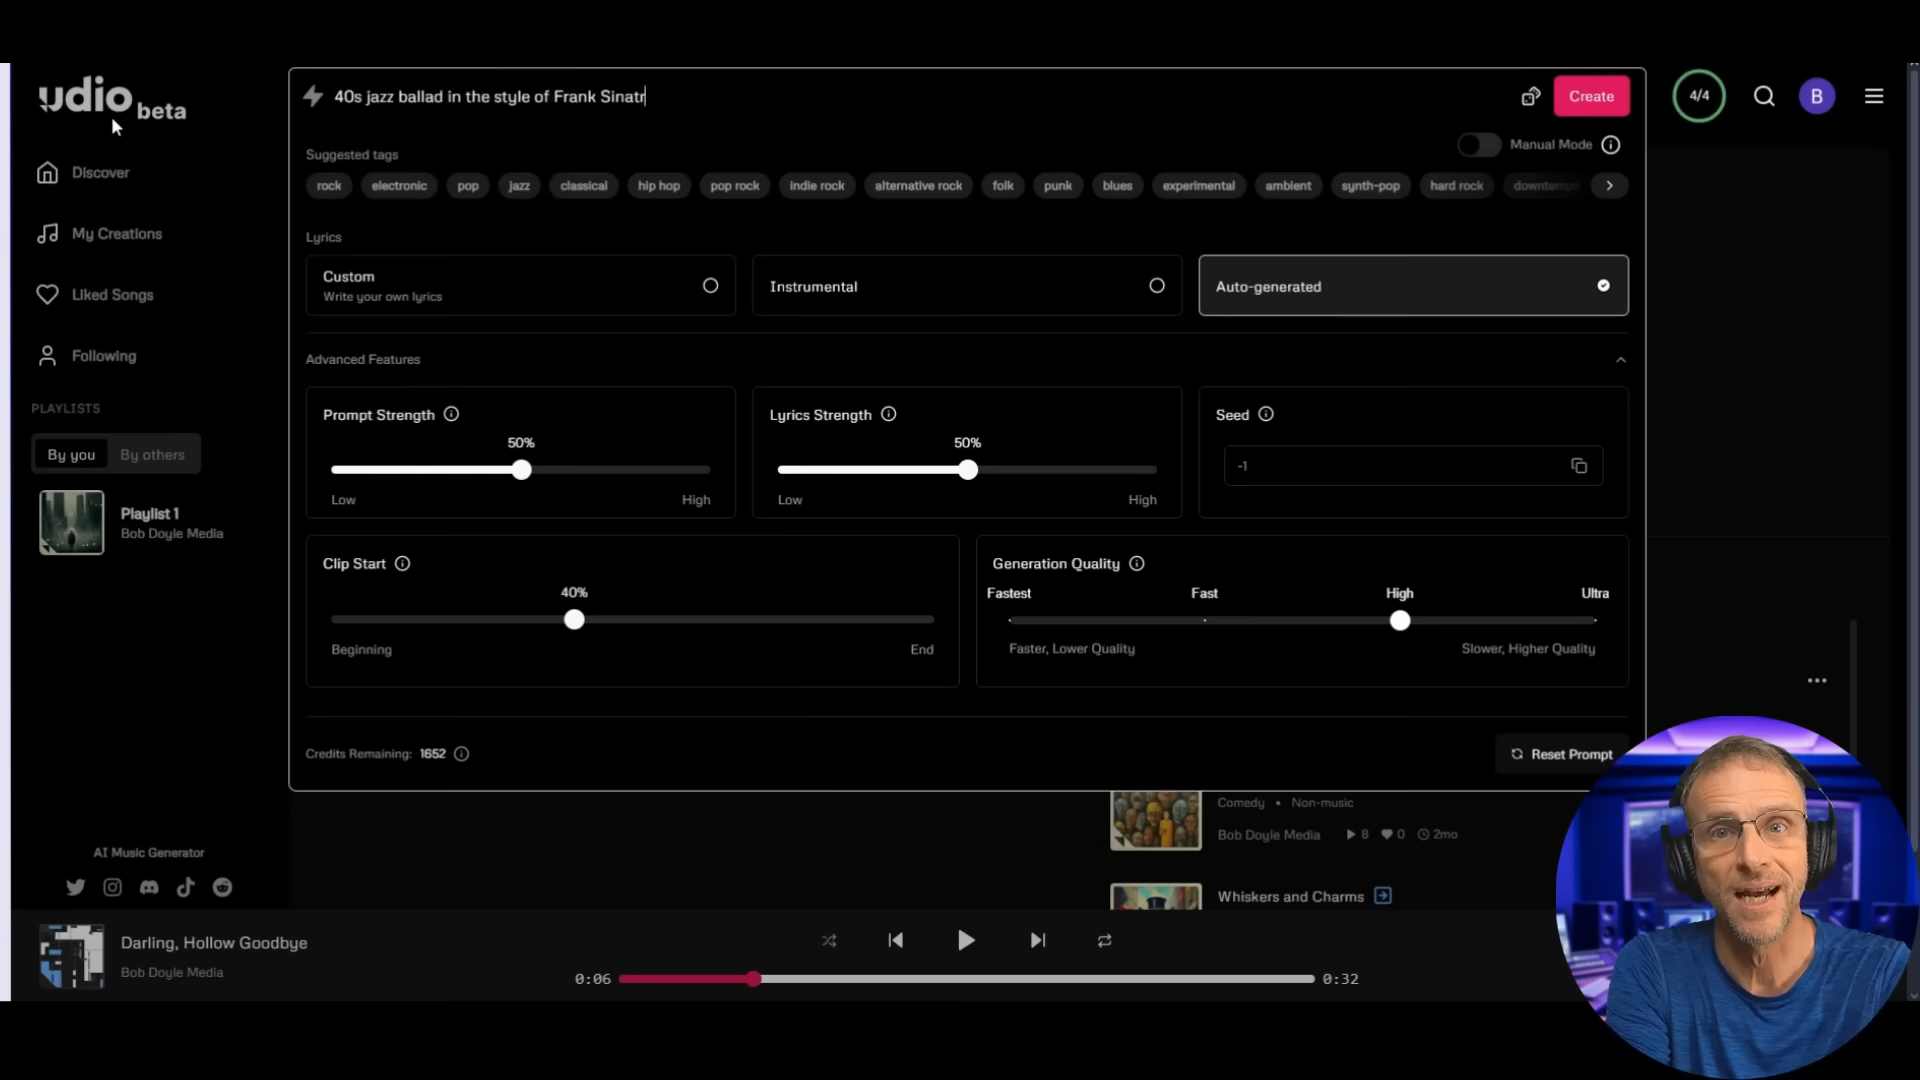 udio beta
40s jazz ballad in the style of Frank Sinatr
Create
4/4
B
Manual Mode
Discover
My Creations
Liked Songs
Following
PLAYLISTS
By you
By others
Playlist 1
Bob Doyle Media
Suggested tags
rock
electronic
pop
jazz
classical
hip hop
pop rock
indie rock
alternative rock
folk
punk
blues
experimental
ambient
synth-pop
hard rock
downtempo
Lyrics
Custom
Write your own lyrics
Instrumental
Auto-generated
Advanced Features
Prompt Strength
50%
Low
High
Lyrics Strength
50%
Low
High
Seed
-1
Clip Start
40%
Beginning
End
Generation Quality
Fastest
Fast
High
Ultra
Faster, Lower Quality
Slower, Higher Quality
Credits Remaining: 1652
Reset Prompt
Comedy • Non-music
Bob Doyle Media 8 0 2mo
Whiskers and Charms
AI Music Generator
Darling, Hollow Goodbye
Bob Doyle Media
0:06
0:32